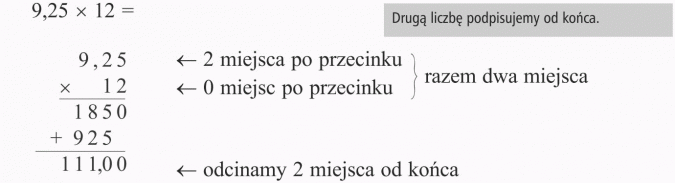 9,25 × 12 =
Drugą liczbę podpisujemy od końca.
9,25 ← 2 miejsca po przecinku
× 12 ← 0 miejsc po przecinku
razem dwa miejsca
1850
+ 925
111,00 ← odcinamy 2 miejsca od końca